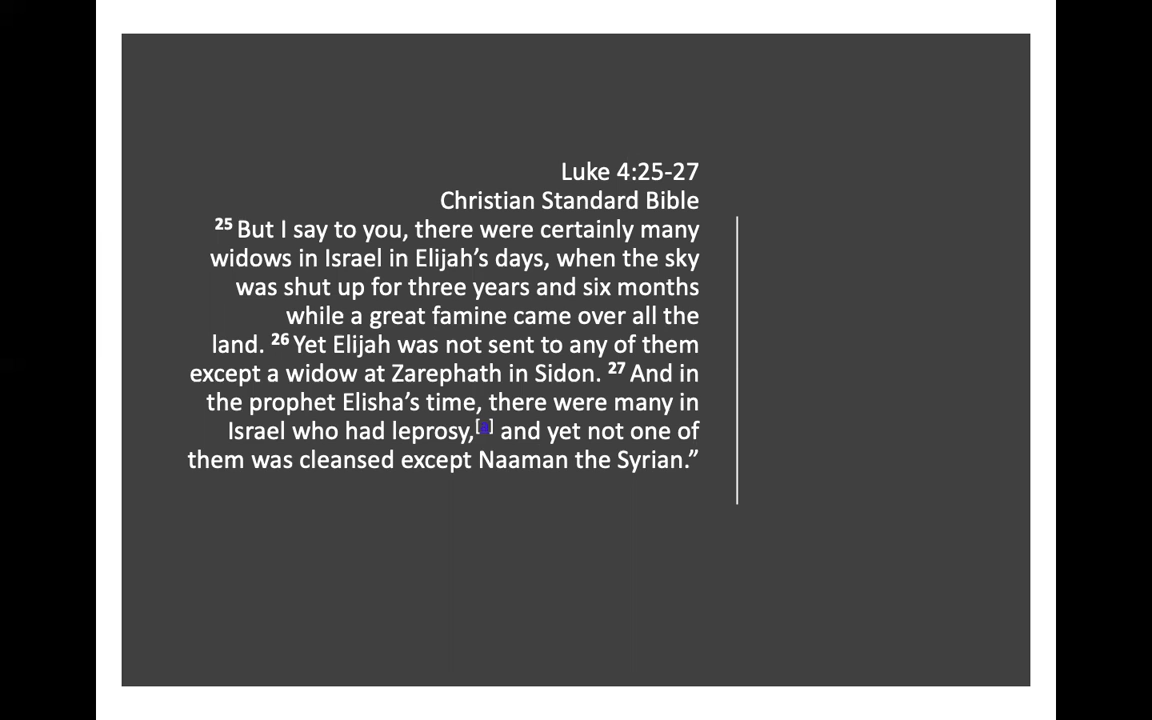 Luke 4:25-27
Christian Standard Bible
25 But I say to you, there were certainly many
widows in Israel in Elijah’s days, when the sky
was shut up for three years and six months
while a great famine came over all the
land. 26 Yet Elijah was not sent to any of them
except a widow at Zarephath in Sidon. 27 And in
the prophet Elisha’s time, there were many in
Israel who had leprosy,[a] and yet not one of
them was cleansed except Naaman the Syrian.”